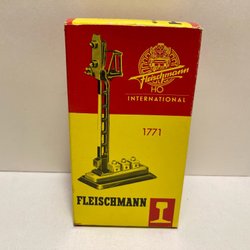 Fleischmann
HO
INTERNATIONAL
1771
FLEISCHMANN